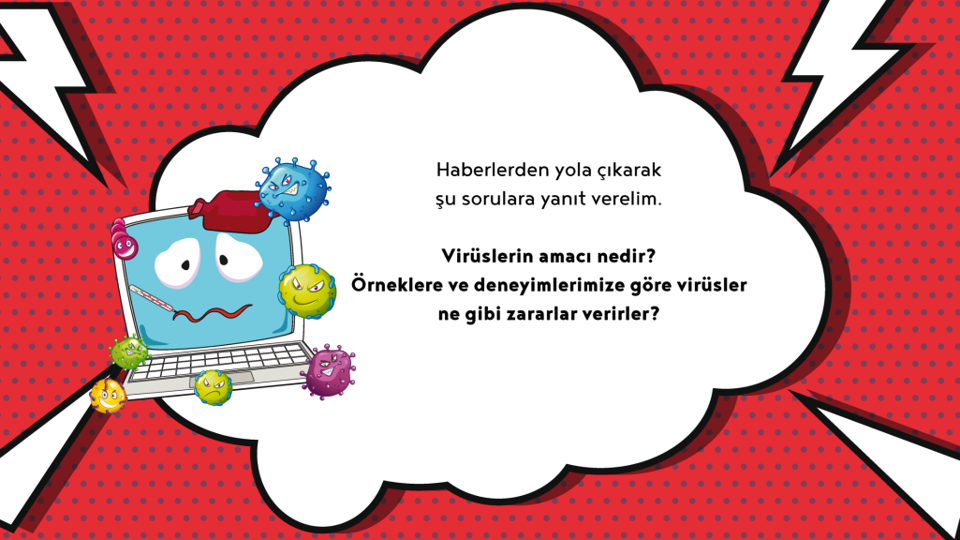 Haberlerden yola çıkarak
şu sorulara yanıt verelim.
Virüslerin amacı nedir?
Örneklere ve deneyimlerimize göre virüsler
ne gibi zararlar verirler?